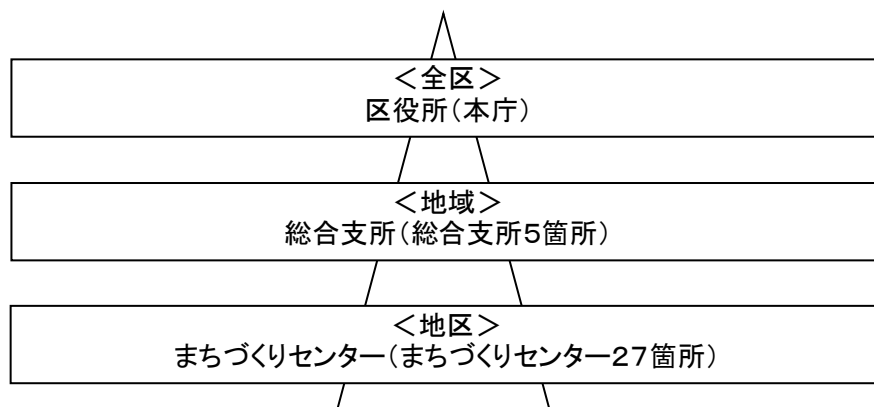 ＜全区＞
区役所（本庁）
＜地域＞
総合支所（総合支所５箇所）
＜地区＞
まちづくりセンター（まちづくりセンター２７箇所）